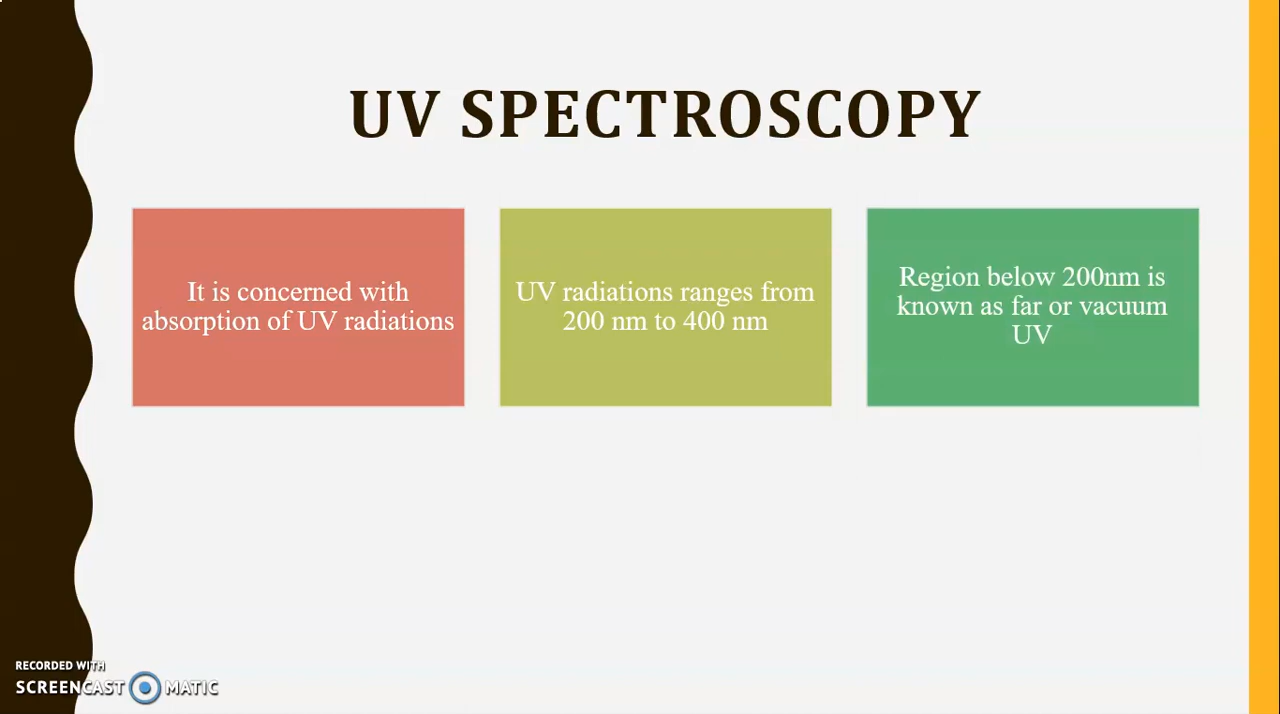 UV SPECTROSCOPY
It is concerned with
absorption of UV radiations
UV radiations ranges from
200 nm to 400 nm
Region below 200nm is
known as far or vacuum
UV
RECORDED WITH
SCREENCAST MATIC